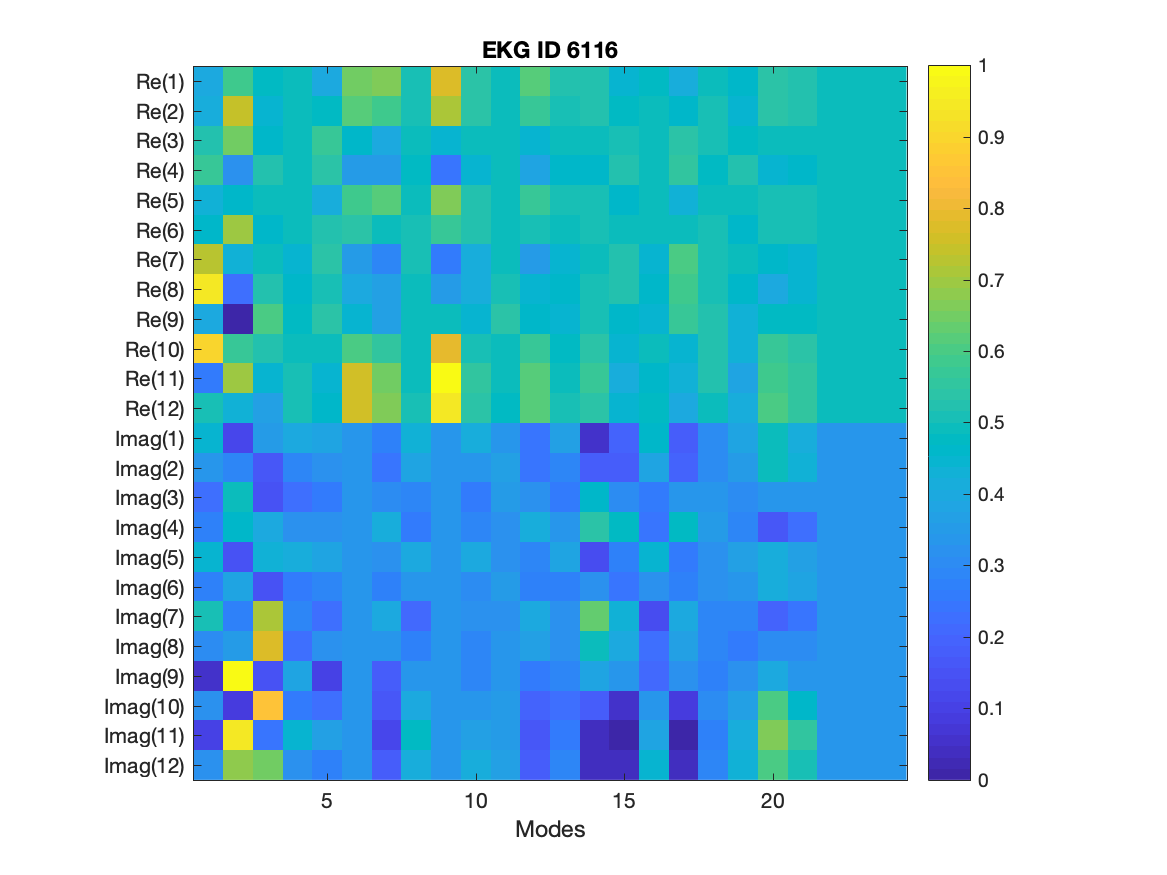 EKG ID 6116
Re(1)
Re(2)
Re(3)
Re(4)
Re(5)
Re(6)
Re(7)
Re(8)
Re(9)
Re(10)
Re(11)
Re(12)
Imag(1)
Imag(2)
Imag(3)
Imag(4)
Imag(5)
Imag(6)
Imag(7)
Imag(8)
Imag(9)
Imag(10)
Imag(11)
Imag(12)
5 10 15 20
Modes
1
0.9
0.8
0.7
0.6
0.5
0.4
0.3
0.2
0.1
0